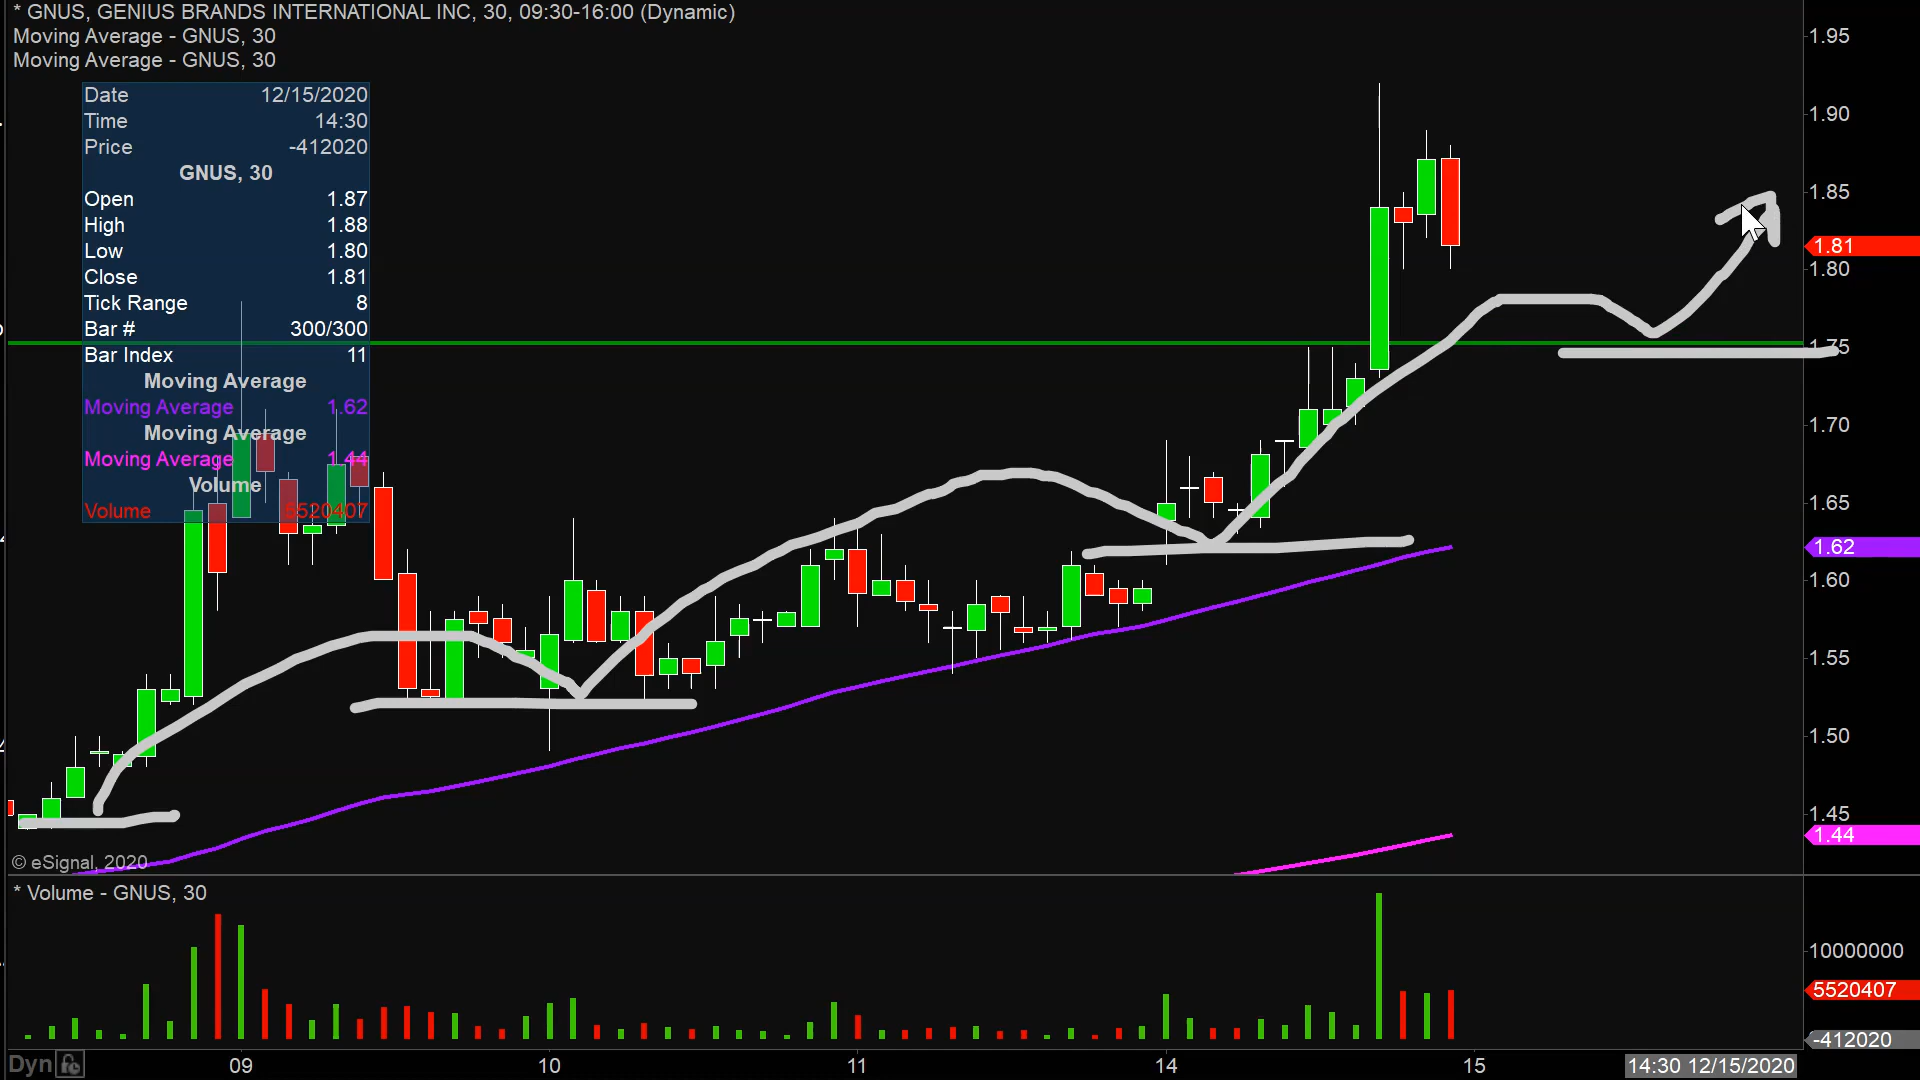 * GNUS, GENIUS BRANDS INTERNATIONAL INC, 30, 09:30-16:00 (Dynamic)
Moving Average - GNUS, 30
Moving Average - GNUS, 30
Date 12/15/2020
Time 14:30
Price -412020
GNUS, 30
Open 1.87
High 1.88
Low 1.80
Close 1.81
Tick Range 8
Bar # 300/300
Bar Index 11
Moving Average
Moving Average 1.62
Moving Average
Moving Average 1.44
Volume
Volume 5520407
1.95
1.90
1.85
1.81
1.80
1.75
1.70
1.65
1.62
1.60
1.55
1.50
1.45
1.44
© eSignal, 2020
* Volume - GNUS, 30
10000000
5520407
-412020
Dyn 09 10 11 14 15 14:30 12/15/2020